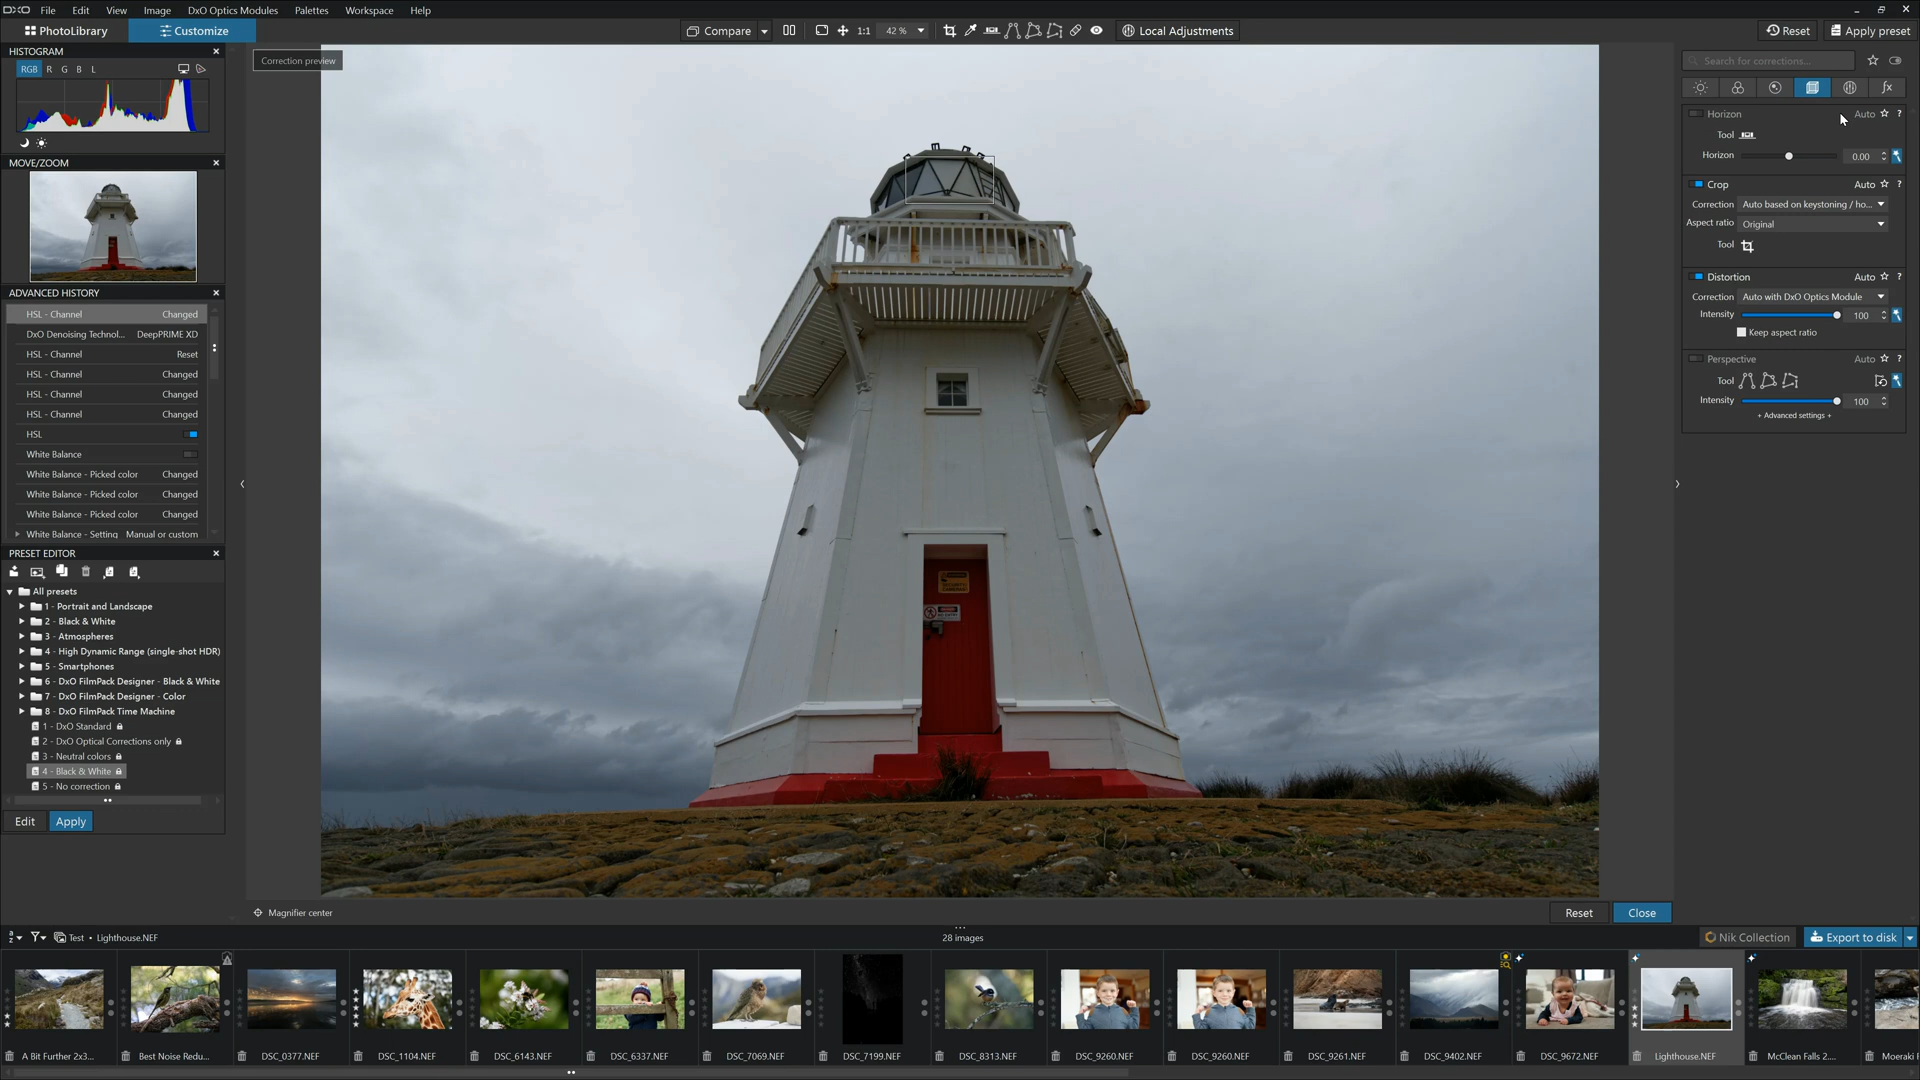 DXO File Edit View Image DxO Optics Modules Palettes Workspace Help
PhotoLibrary Customize Compare 1:1 42 % Local Adjustments Reset Apply preset
HISTOGRAM
RGB R G B L
MOVE/ZOOM
ADVANCED HISTORY
HSL - Channel Changed
DxO Denoising Technol... DeepPRIME XD
HSL - Channel Reset
HSL - Channel Changed
HSL - Channel Changed
HSL - Channel Changed
HSL
White Balance
White Balance - Picked color Changed
White Balance - Picked color Changed
White Balance - Picked color Changed
White Balance - Setting Manual or custom
PRESET EDITOR
All presets
1 - Portrait and Landscape
2 - Black & White
3 - Atmospheres
4 - High Dynamic Range (single-shot HDR)
5 - Smartphones
6 - DxO FilmPack Designer - Black & White
7 - DxO FilmPack Designer - Color
8 - DxO FilmPack Time Machine
1 - DxO Standard
2 - DxO Optical Corrections only
3 - Neutral colors
4 - Black & White
5 - No correction
Edit Apply
Correction preview
Magnifier center
Reset Close
Search for corrections...
Horizon Auto ?
Tool
Horizon 0.00
Crop Auto ?
Correction Auto based on keystoning / ho...
Aspect ratio Original
Tool
Distortion Auto ?
Correction Auto with DxO Optics Module
Intensity 100
Keep aspect ratio
Perspective Auto ?
Tool
Intensity 100
+ Advanced settings +
Test • Lighthouse.NEF
28 images
Nik Collection Export to disk
A Bit Further 2x3... Best Noise Redu... DSC_0377.NEF DSC_1104.NEF DSC_6143.NEF DSC_6337.NEF DSC_7069.NEF DSC_7199.NEF DSC_8313.NEF DSC_9260.NEF DSC_9260.NEF DSC_9261.NEF DSC_9402.NEF DSC_9672.NEF Lighthouse.NEF McClean Falls 2.... Moeraki